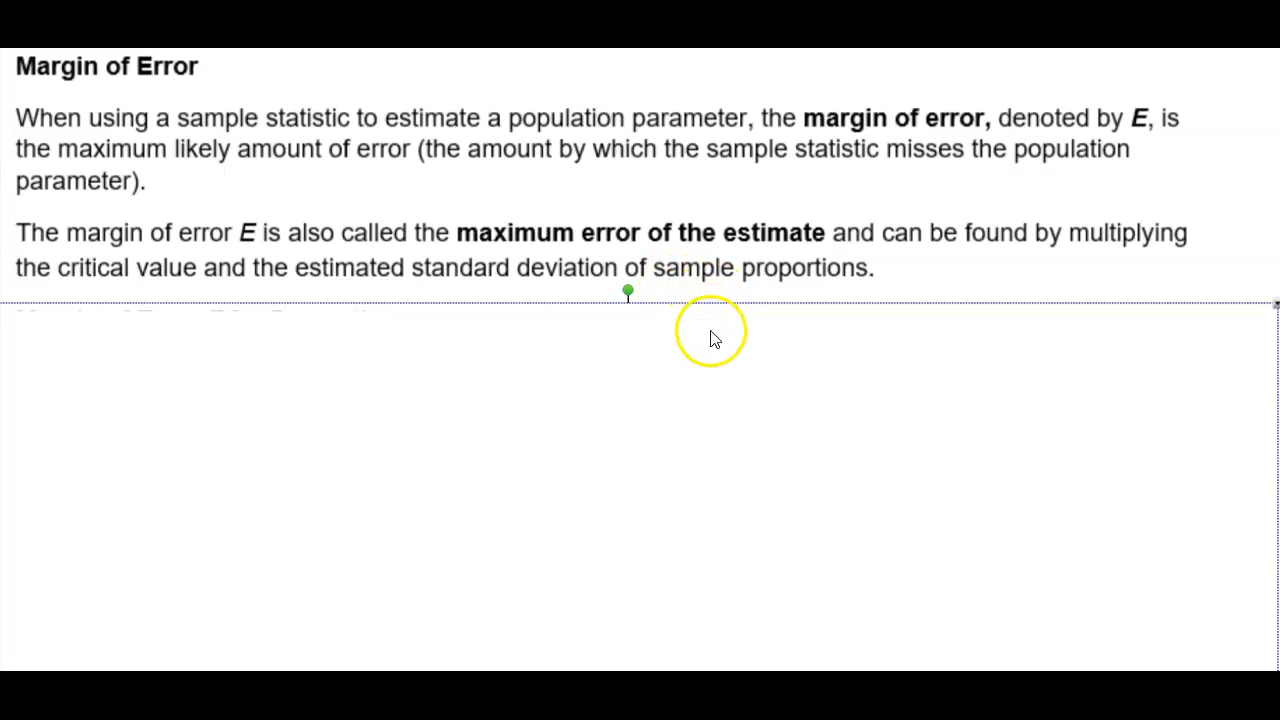 Margin of Error
When using a sample statistic to estimate a population parameter, the margin of error, denoted by E, is
the maximum likely amount of error (the amount by which the sample statistic misses the population
parameter).
The margin of error E is also called the maximum error of the estimate and can be found by multiplying
the critical value and the estimated standard deviation of sample proportions.